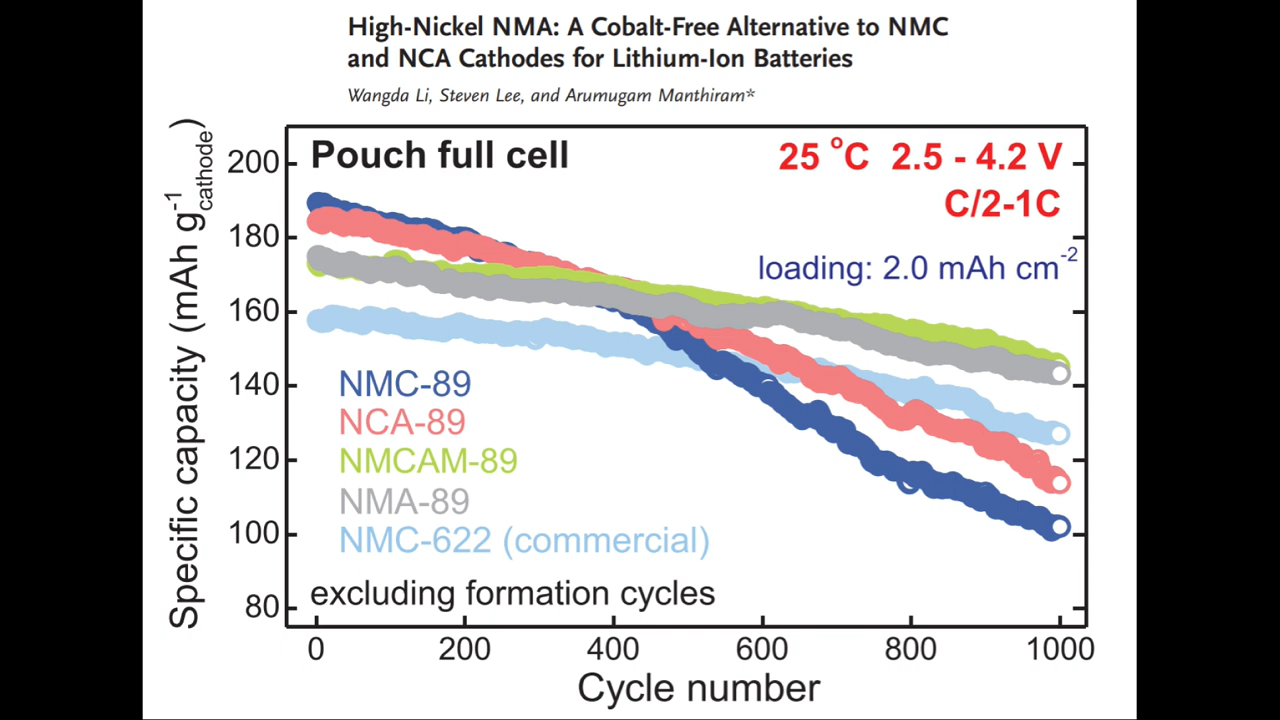 High-Nickel NMA: A Cobalt-Free Alternative to NMC
and NCA Cathodes for Lithium-Ion Batteries
Wangda Li, Steven Lee, and Arumugam Manthiram*
Pouch full cell
25 °C 2.5 - 4.2 V
C/2-1C
loading: 2.0 mAh cm⁻²
Specific capacity (mAh g⁻¹cathode)
200
180
160
140
120
100
80
NMC-89
NCA-89
NMCAM-89
NMA-89
NMC-622 (commercial)
excluding formation cycles
0 200 400 600 800 1000
Cycle number